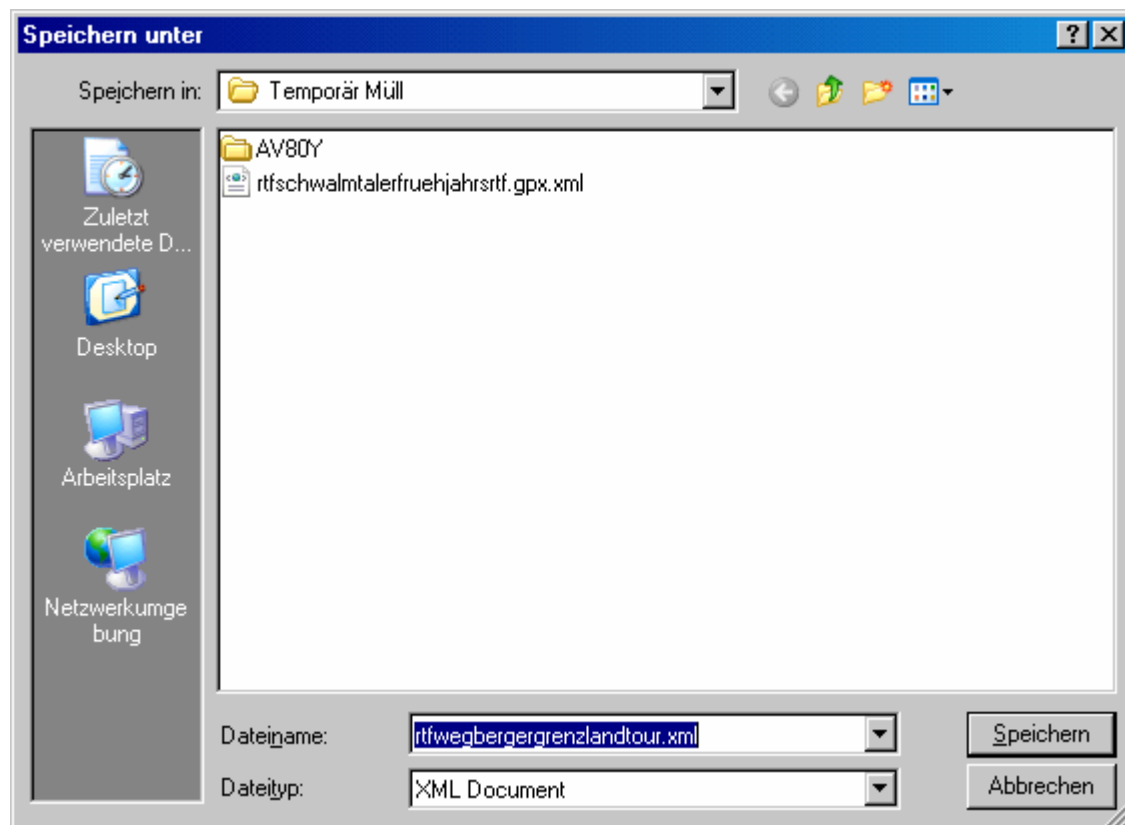 Speichern unter
Speichern in:
Temporär Müll
AV80Y
rtfschwalmtalerfruehjahrsrtf.gpx.xml
Zuletzt
verwendete D...
Desktop
Arbeitsplatz
Netzwerkumge
bung
Dateiname:
rtfwegbergergrenzlandtour.xml
Speichern
Dateityp:
XML Document
Abbrechen